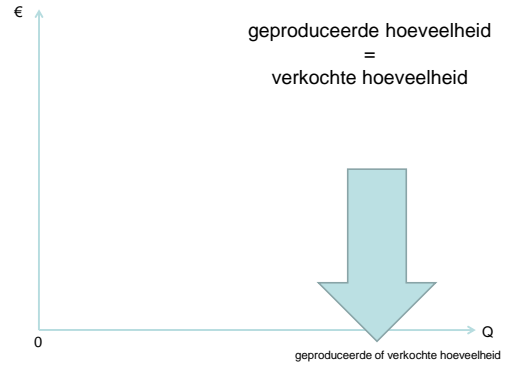 €
geproduceerde hoeveelheid
=
verkochte hoeveelheid
Q
0
geproduceerde of verkochte hoeveelheid